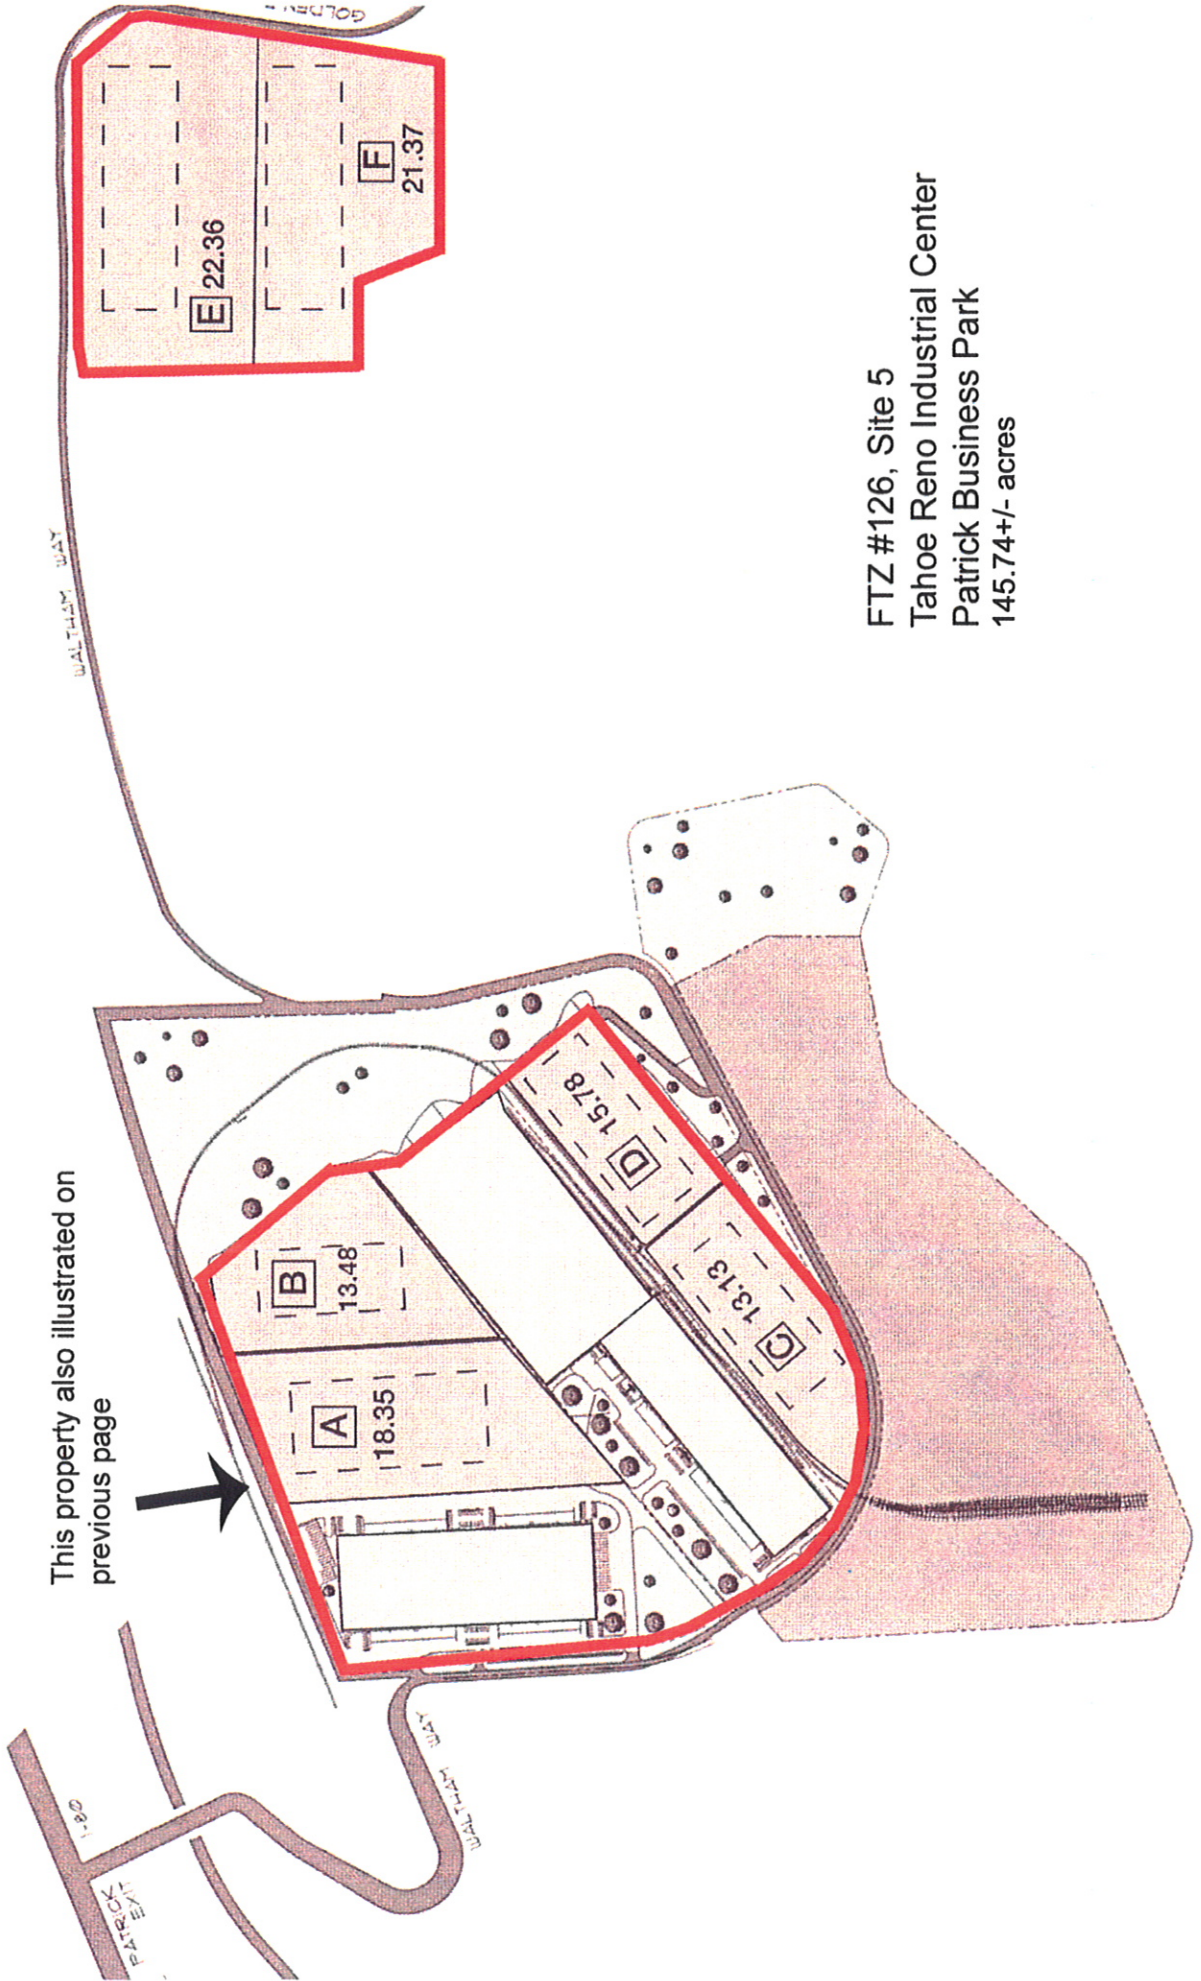 This property also illustrated on
previous page
PATRICK
EXIT
I-80
WALTHAM WAY
WALTHAM WAY
A
18.35
B
13.48
C 13.13
D 15.78
E 22.36
F
21.37
FTZ #126, Site 5
Tahoe Reno Industrial Center
Patrick Business Park
145.74+/- acres
GOLDEN